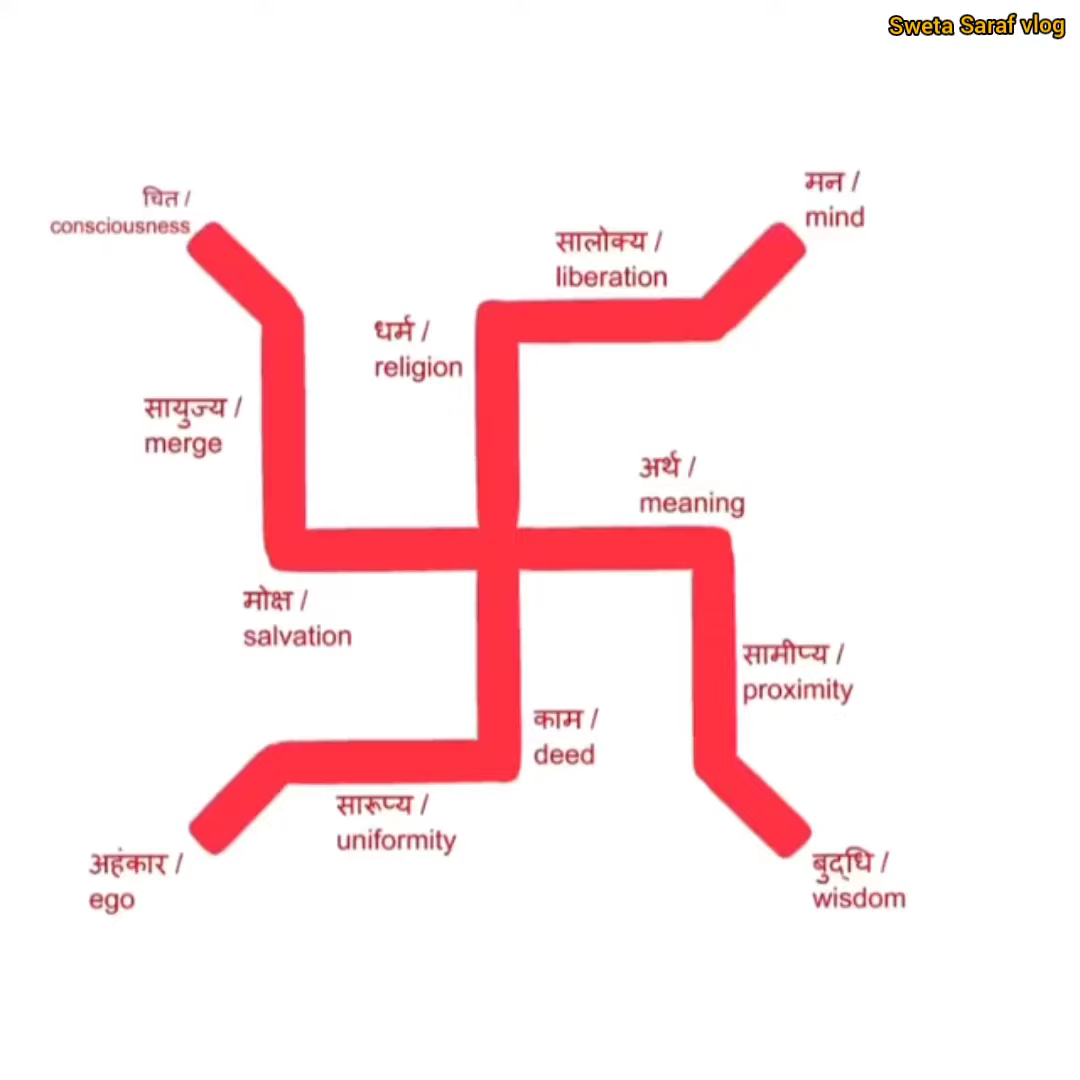 Sweta Saraf vlog
मन /
mind
चित /
consciousness
सालोक्य /
liberation
धर्म /
religion
सायुज्य /
merge
अर्थ /
meaning
मोक्ष /
salvation
सामीप्य /
proximity
काम /
deed
सारूप्य /
uniformity
अहंकार /
ego
बुद्धि /
wisdom